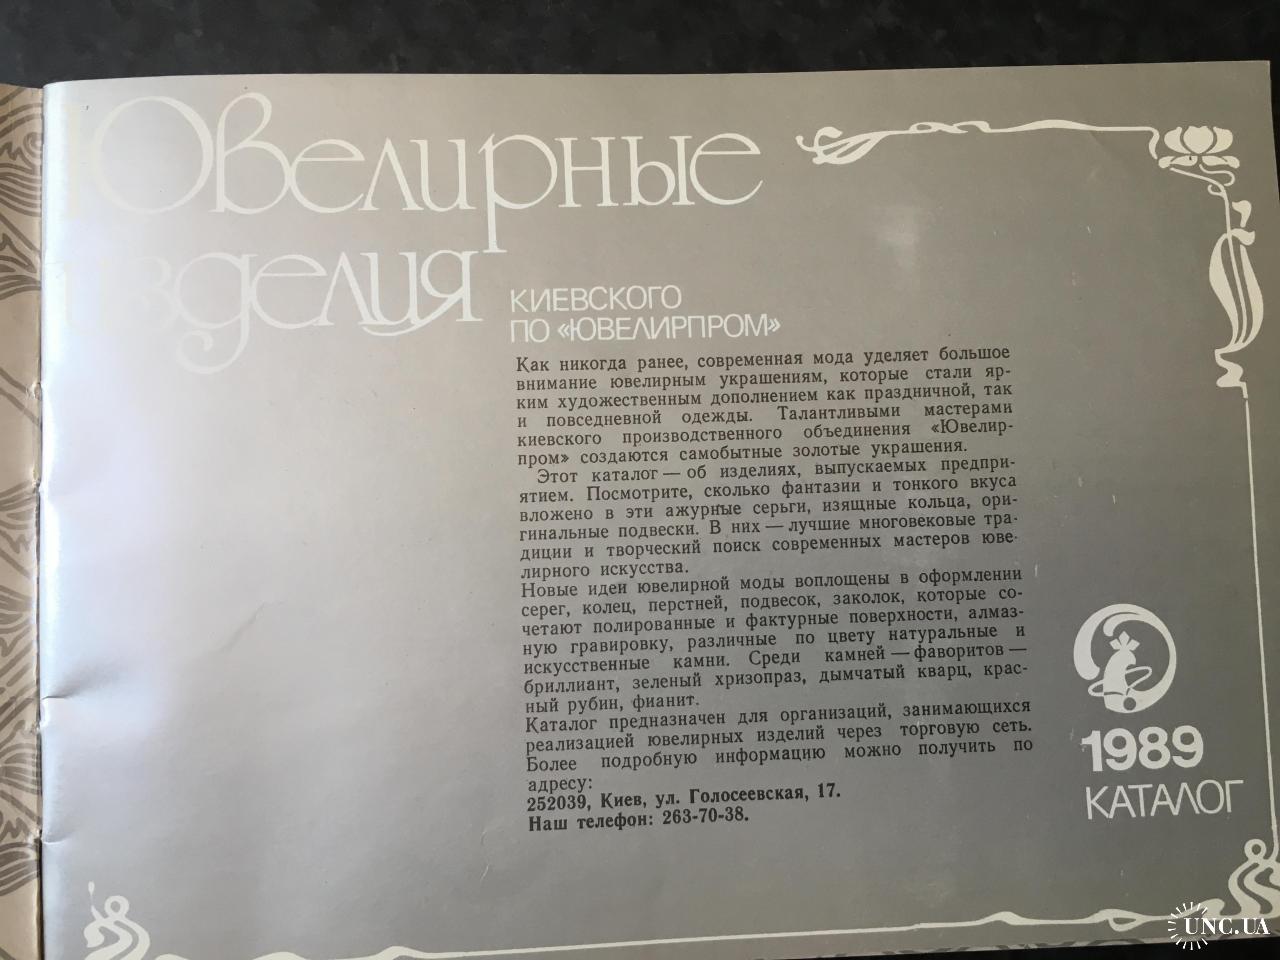 Ювелирные
изделия
КИЕВСКОГО
ПО «ЮВЕЛИРПРОМ»
Как никогда ранее, современная мода уделяет большое
внимание ювелирным украшениям, которые стали яр-
ким художественным дополнением как праздничной, так
и повседневной одежды. Талантливыми мастерами
киевского производственного объединения «Ювелир-
пром» создаются самобытные золотые украшения.
Этот каталог — об изделиях, выпускаемых предпри-
ятием. Посмотрите, сколько фантазии и тонкого вкуса
вложено в эти ажурные серьги, изящные кольца, ори-
гинальные подвески. В них — лучшие многовековые тра-
диции и творческий поиск современных мастеров юве-
лирного искусства.
Новые идеи ювелирной моды воплощены в оформлении
серег, колец, перстней, подвесок, заколок, которые со-
четают полированные и фактурные поверхности, алмаз-
ную гравировку, различные по цвету натуральные и
искусственные камни. Среди камней — фаворитов —
бриллиант, зеленый хризопраз, дымчатый кварц, крас-
ный рубин, фианит.
Каталог предназначен для организаций, занимающихся
реализацией ювелирных изделий через торговую сеть.
Более подробную информацию можно получить по
адресу:
252039, Киев, ул. Голосеевская, 17.
Наш телефон: 263-70-38.
1989
КАТАЛОГ
UNC.UA